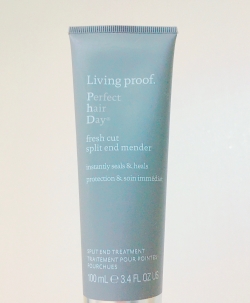 Living proof.
Perfect
hair
Day™
fresh cut
split end mender
instantly seals & heals
protection & soin immédiat
SPLIT END TREATMENT
TRAITEMENT POUR POINTES
FOURCHUES
100 mL ℮ 3.4 FL OZ US